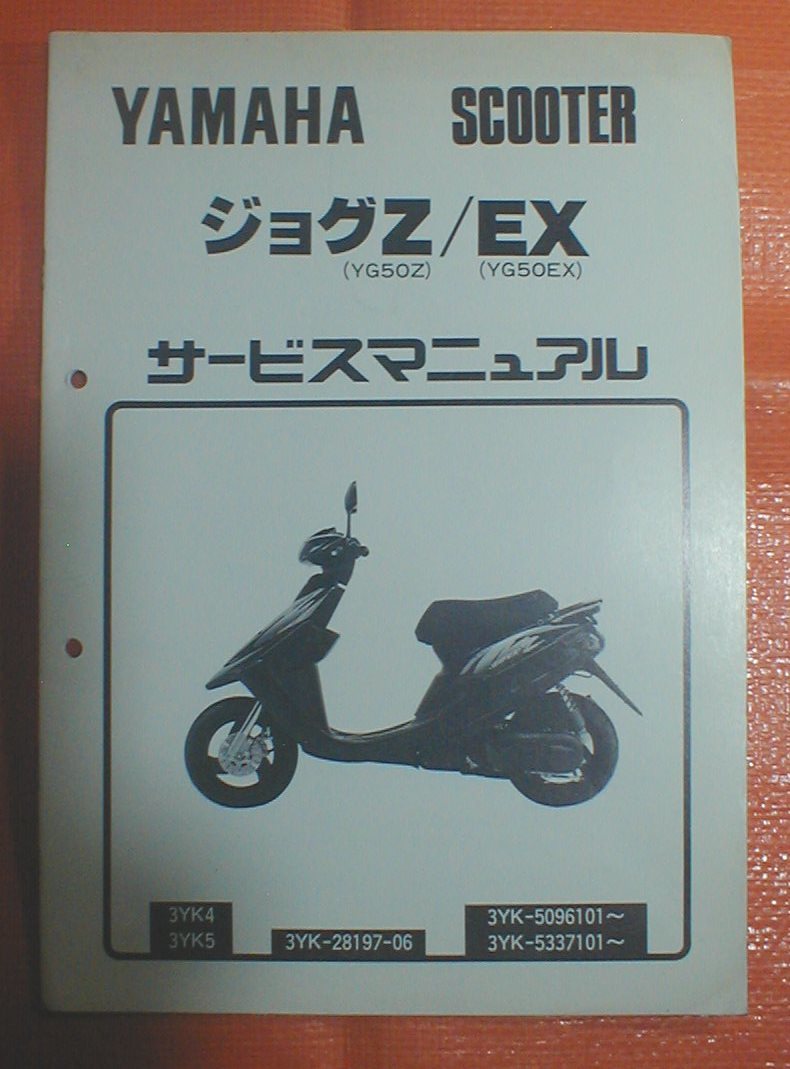 YAMAHA SCOOTER
ジョグZ/EX
(YG50Z) (YG50EX)
サービスマニュアル
3YK4
3YK5
3YK-28197-06
3YK-5096101〜
3YK-5337101〜